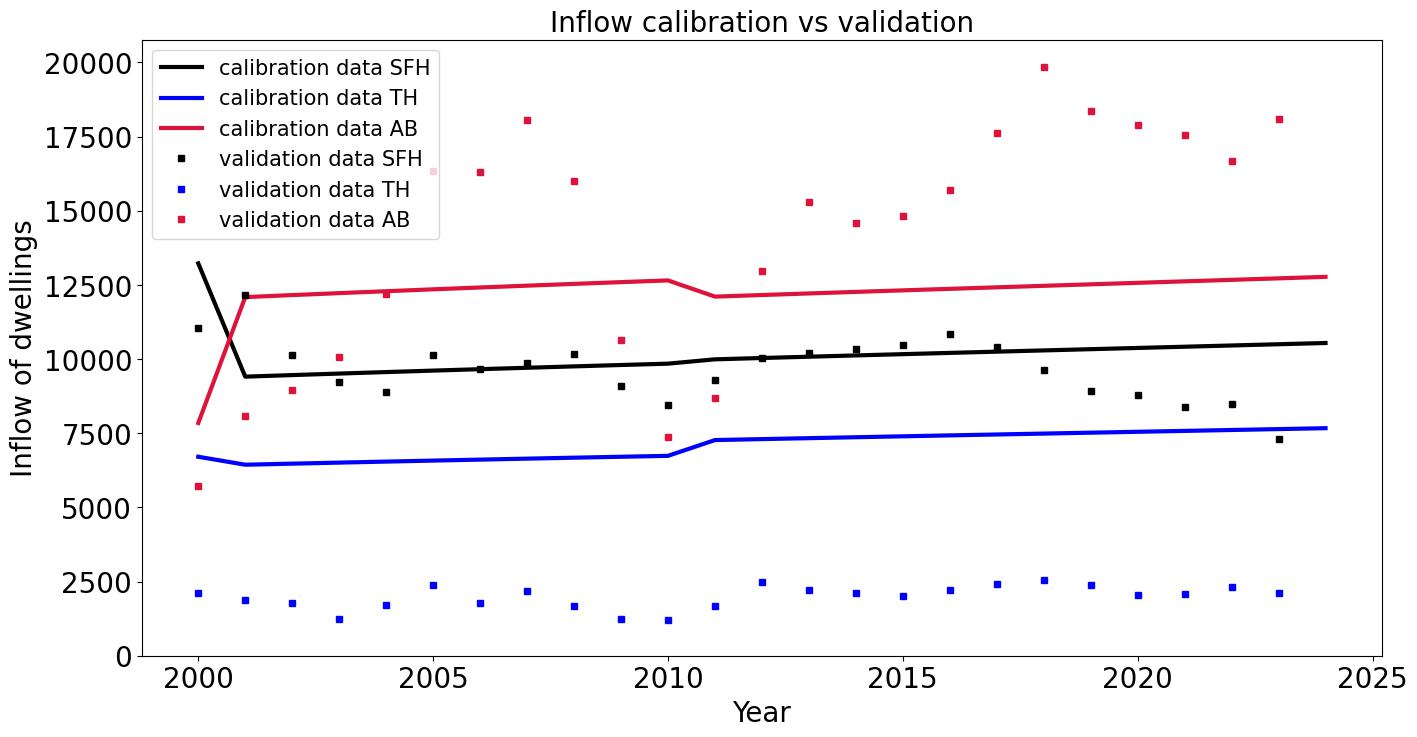 Inflow calibration vs validation
20000
17500
15000
12500
10000
7500
5000
2500
0
Inflow of dwellings
calibration data SFH
calibration data TH
calibration data AB
validation data SFH
validation data TH
validation data AB
2000 2005 2010 2015 2020 2025
Year